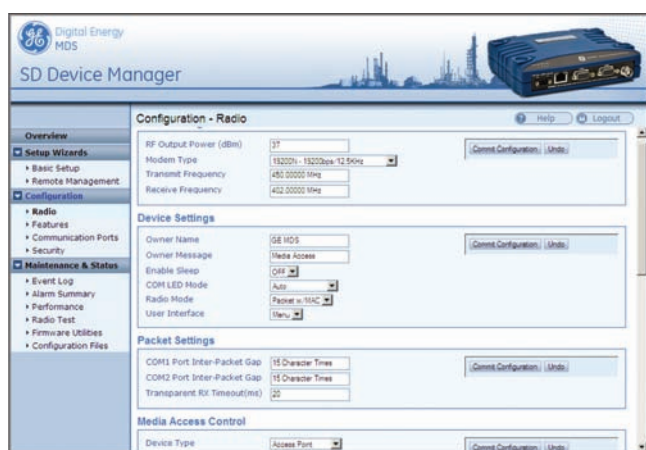 GE
Digital Energy
MDS
SD Device Manager
Configuration - Radio
Help
Logout
Overview
Setup Wizards
Basic Setup
Remote Management
Configuration
Radio
Features
Communication Ports
Security
Maintenance & Status
Event Log
Alarm Summary
Performance
Radio Test
Firmware Utilities
Configuration Files
RF Output Power (dBm) 37
Modem Type 19200N - 19200bps/12.5KHz
Transmit Frequency 450.00000 MHz
Receive Frequency 402.00000 MHz
Commit Configuration Undo
Device Settings
Owner Name GE MDS
Owner Message Media Access
Enable Sleep OFF
COM LED Mode Auto
Radio Mode Packet w/MAC
User Interface Menu
Commit Configuration Undo
Packet Settings
COM1 Port Inter-Packet Gap 15 Character Times
COM2 Port Inter-Packet Gap 15 Character Times
Transparent RX Timeout(ms) 20
Commit Configuration Undo
Media Access Control
Device Type Access Point
Commit Configuration Undo